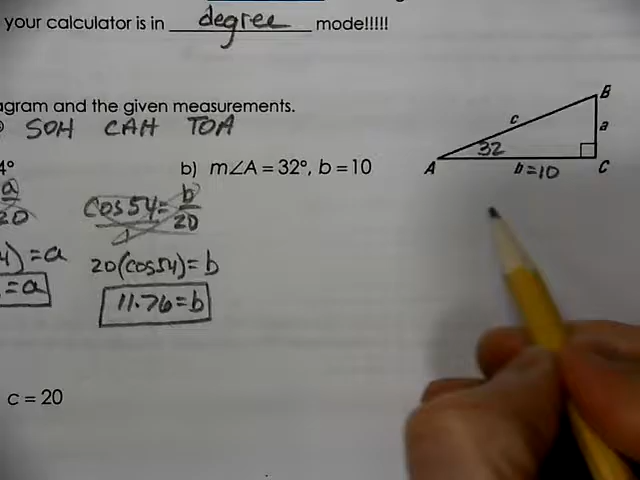 your calculator is in degree mode!!!!!
agram and the given measurements.
SOH CAH TOA
4°
a
20
4) = a
= a
cos 54 = b
1 20
20(cos54) = b
11.76 = b
b) m∠A = 32°, b = 10
B
c
a
32
A
b=10
C
c = 20